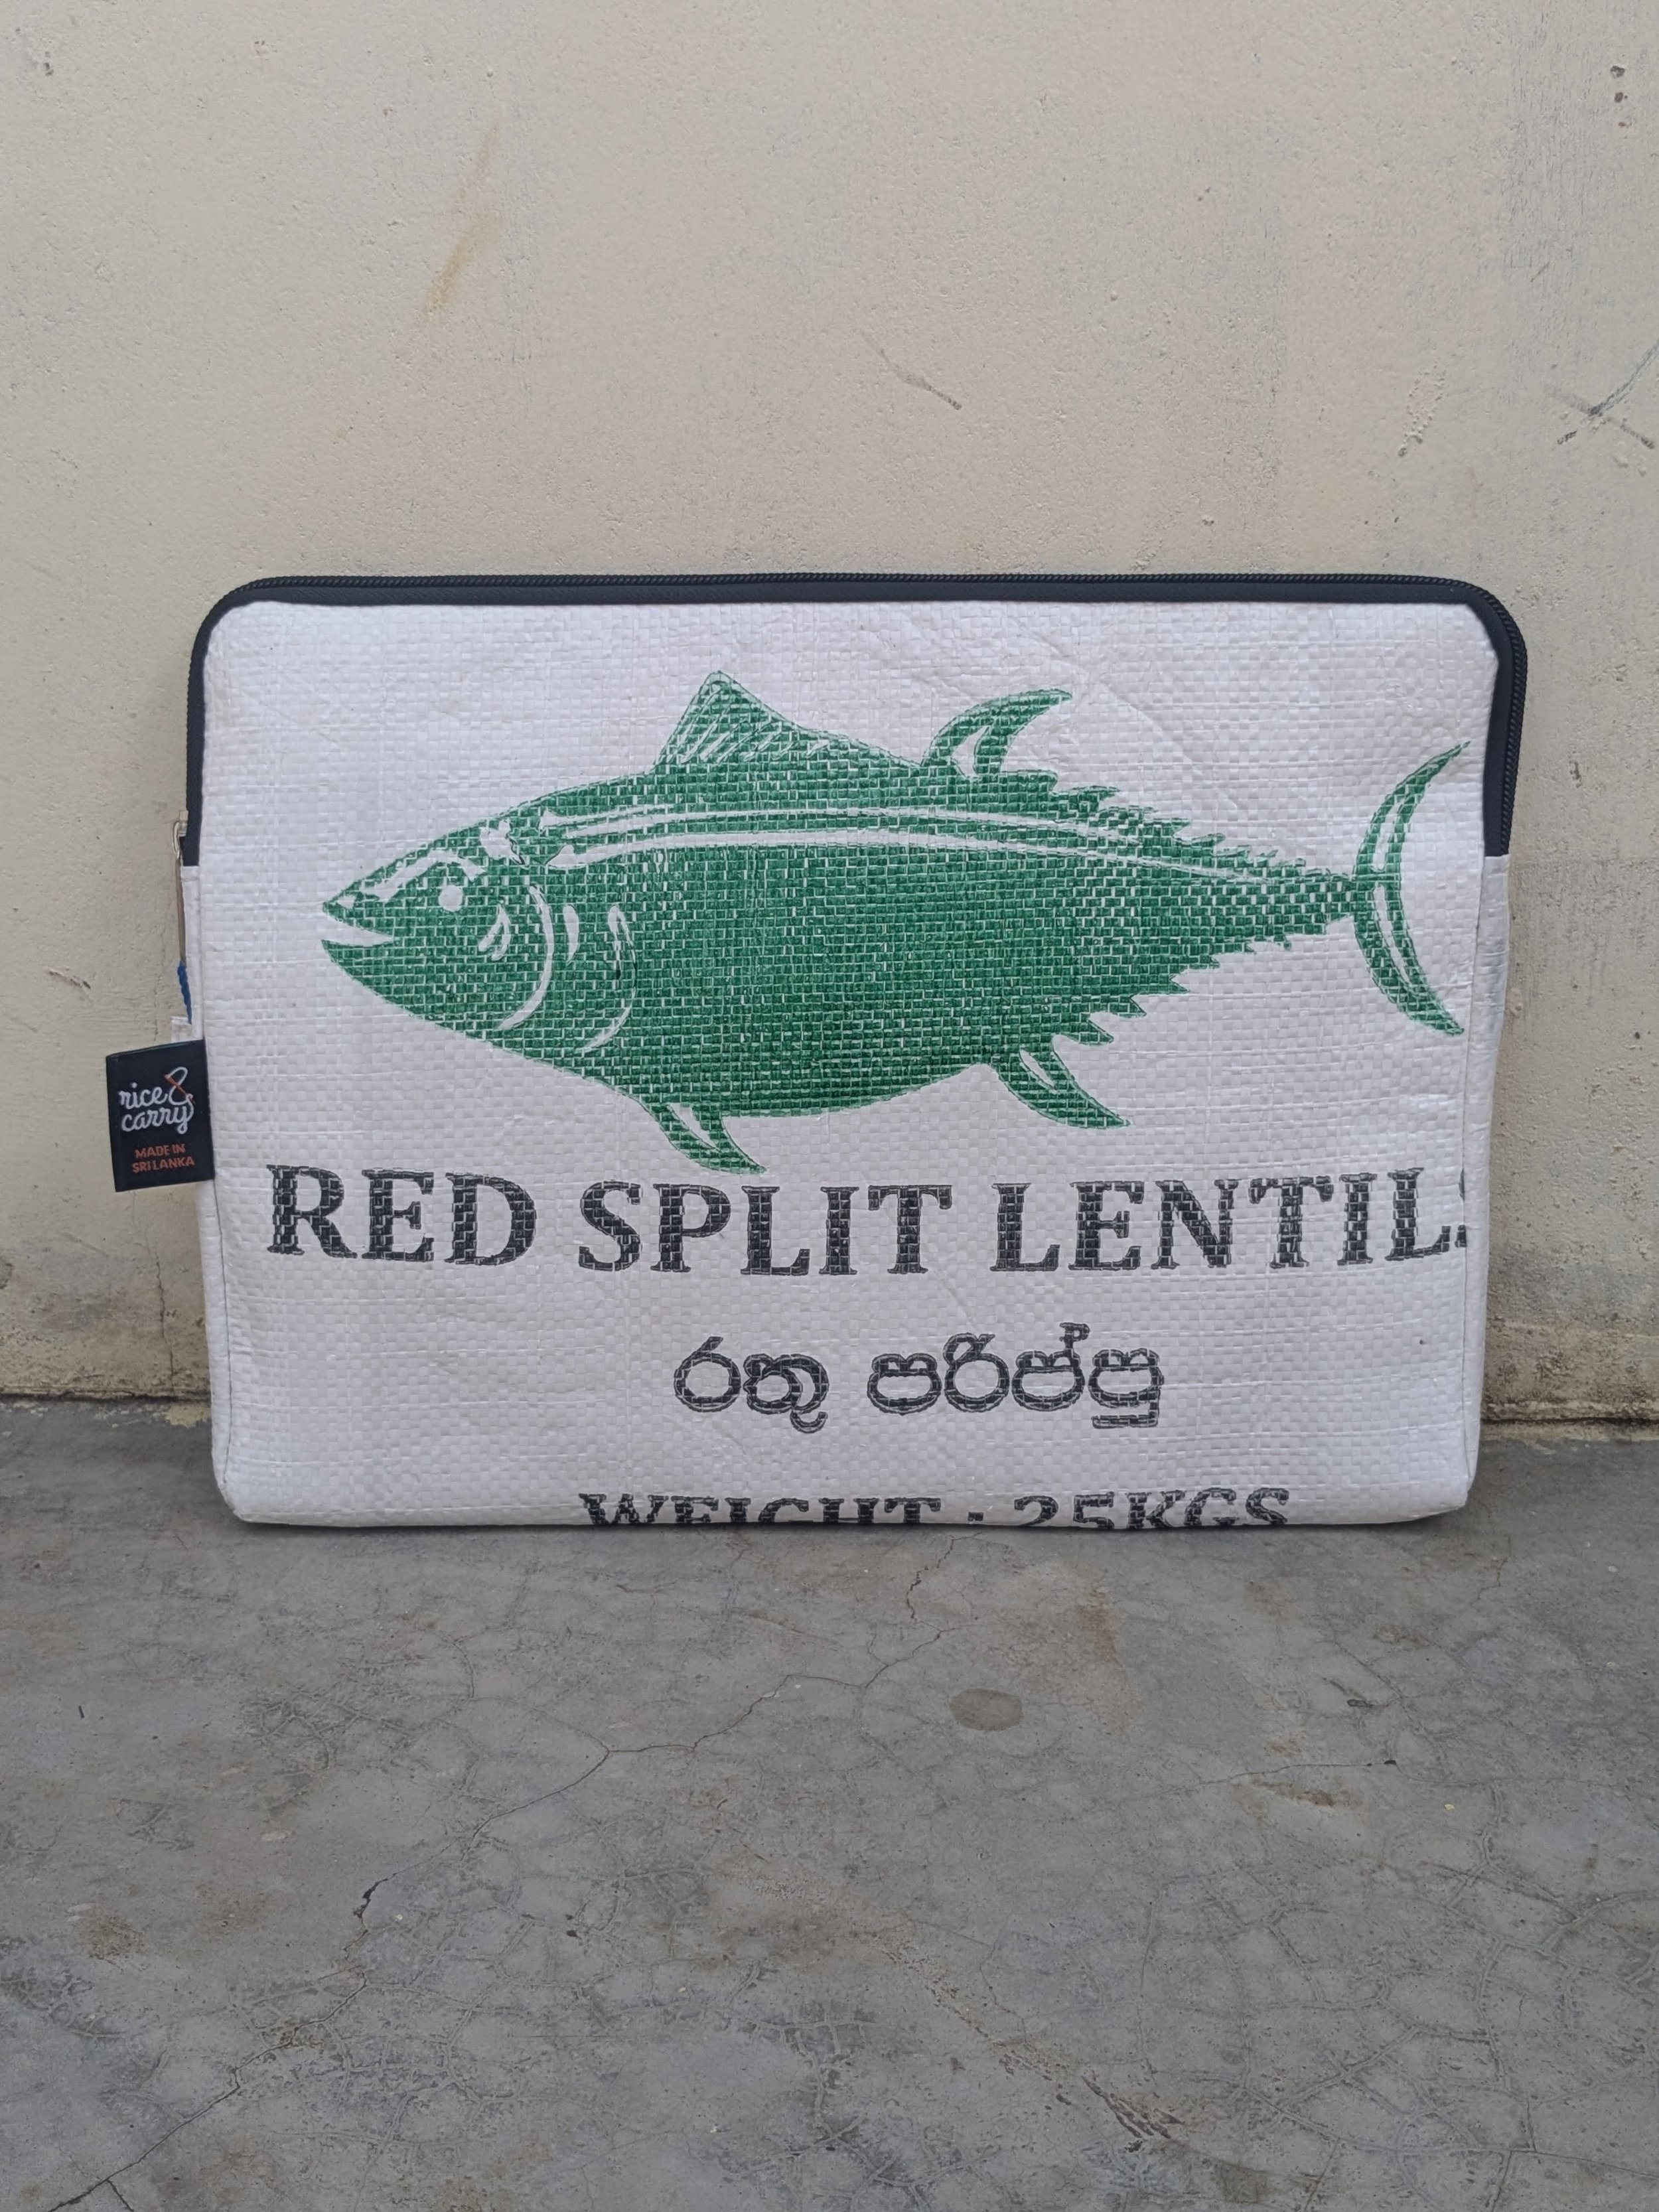 rice &
carry
MADE IN
SRI LANKA
RED SPLIT LENTILS
රතු පරිප්පු
WEIGHT : 25KGS